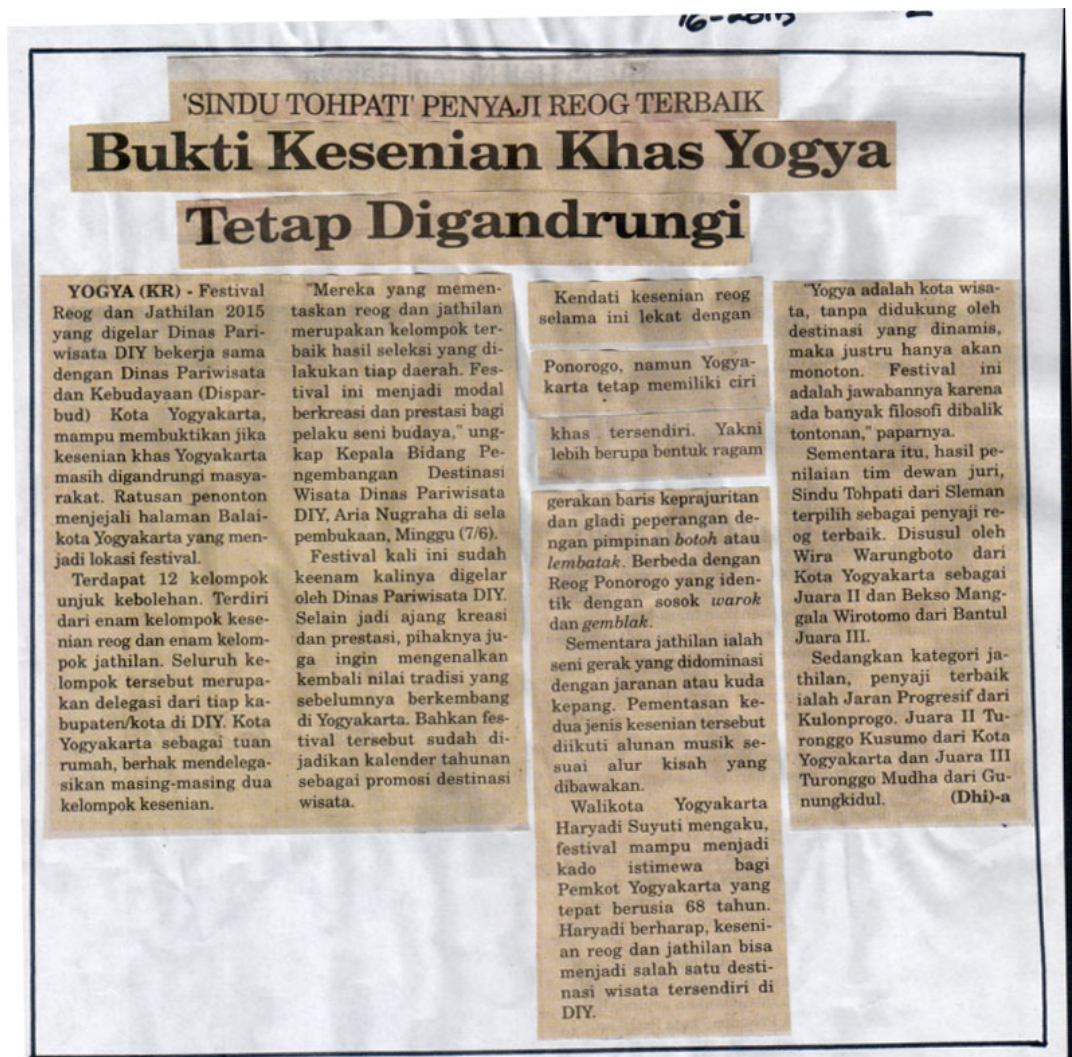 16-2015
'SINDU TOHPATI' PENYAJI REOG TERBAIK
Bukti Kesenian Khas Yogya
Tetap Digandrungi
YOGYA (KR) - Festival
Reog dan Jathilan 2015
yang digelar Dinas Pari-
wisata DIY bekerja sama
dengan Dinas Pariwisata
dan Kebudayaan (Dispar-
bud) Kota Yogyakarta,
mampu membuktikan jika
kesenian khas Yogyakarta
masih digandrungi masya-
rakat. Ratusan penonton
menjejali halaman Balai-
kota Yogyakarta yang men-
jadi lokasi festival.
Terdapat 12 kelompok
unjuk kebolehan. Terdiri
dari enam kelompok kese-
nian reog dan enam kelom-
pok jathilan. Seluruh ke-
lompok tersebut merupa-
kan delegasi dari tiap ka-
bupaten/kota di DIY. Kota
Yogyakarta sebagai tuan
rumah, berhak mendelega-
sikan masing-masing dua
kelompok kesenian.
"Mereka yang memen-
taskan reog dan jathilan
merupakan kelompok ter-
baik hasil seleksi yang di-
lakukan tiap daerah. Fes-
tival ini menjadi modal
berkreasi dan prestasi bagi
pelaku seni budaya," ung-
kap Kepala Bidang Pe-
ngembangan Destinasi
Wisata Dinas Pariwisata
DIY, Aria Nugraha di sela
pembukaan, Minggu (7/6).
Festival kali ini sudah
keenam kalinya digelar
oleh Dinas Pariwisata DIY.
Selain jadi ajang kreasi
dan prestasi, pihaknya ju-
ga ingin mengenalkan
kembali nilai tradisi yang
sebelumnya berkembang
di Yogyakarta. Bahkan fes-
tival tersebut sudah di-
jadikan kalender tahunan
sebagai promosi destinasi
wisata.
Kendati kesenian reog
selama ini lekat dengan
Ponorogo, namun Yogya-
karta tetap memiliki ciri
khas tersendiri. Yakni
lebih berupa bentuk ragam
gerakan baris keprajuritan
dan gladi peperangan de-
ngan pimpinan botoh atau
lembatak. Berbeda dengan
Reog Ponorogo yang iden-
tik dengan sosok warok
dan gemblak.
Sementara jathilan ialah
seni gerak yang didominasi
dengan jaranan atau kuda
kepang. Pementasan ke-
dua jenis kesenian tersebut
diikuti alunan musik se-
suai alur kisah yang
dibawakan.
Walikota Yogyakarta
Haryadi Suyuti mengaku,
festival mampu menjadi
kado istimewa bagi
Pemkot Yogyakarta yang
tepat berusia 68 tahun.
Haryadi berharap, keseni-
an reog dan jathilan bisa
menjadi salah satu desti-
nasi wisata tersendiri di
DIY.
"Yogya adalah kota wisa-
ta, tanpa didukung oleh
destinasi yang dinamis,
maka justru hanya akan
monoton. Festival ini
adalah jawabannya karena
ada banyak filosofi dibalik
tontonan," paparnya.
Sementara itu, hasil pe-
nilaian tim dewan juri,
Sindu Tohpati dari Sleman
terpilih sebagai penyaji re-
og terbaik. Disusul oleh
Wira Warungboto dari
Kota Yogyakarta sebagai
Juara II dan Bekso Mang-
gala Wirotomo dari Bantul
Juara III.
Sedangkan kategori ja-
thilan, penyaji terbaik
ialah Jaran Progresif dari
Kulonprogo. Juara II Tu-
ronggo Kusumo dari Kota
Yogyakarta dan Juara III
Turonggo Mudha dari Gu-
nungkidul. (Dhi)-a